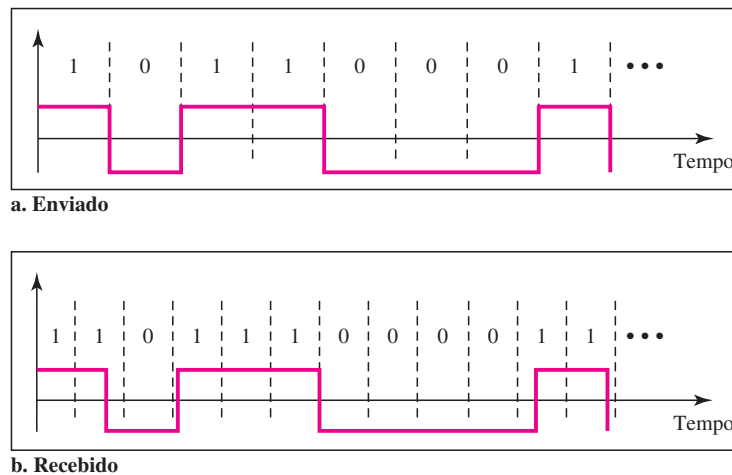 1 0 1 1 0 0 0 1 •••
Tempo
a. Enviado
1 1 0 1 1 1 0 0 0 0 1 1 •••
Tempo
b. Recebido